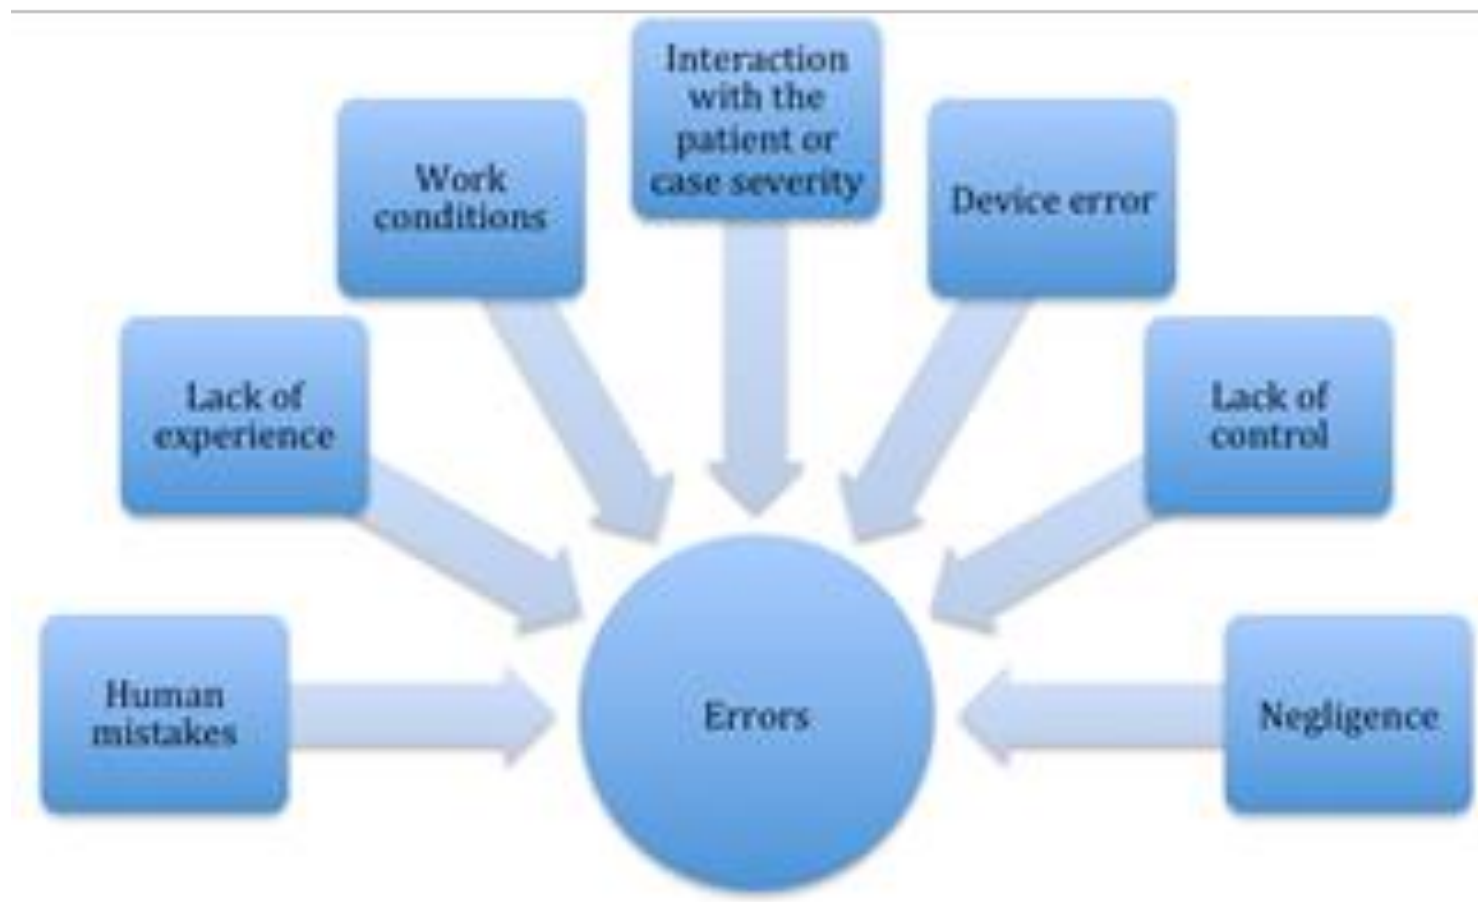 Interaction
with the
patient or
case severity
Work
conditions
Device error
Lack of
experience
Lack of
control
Human
mistakes
Errors
Negligence